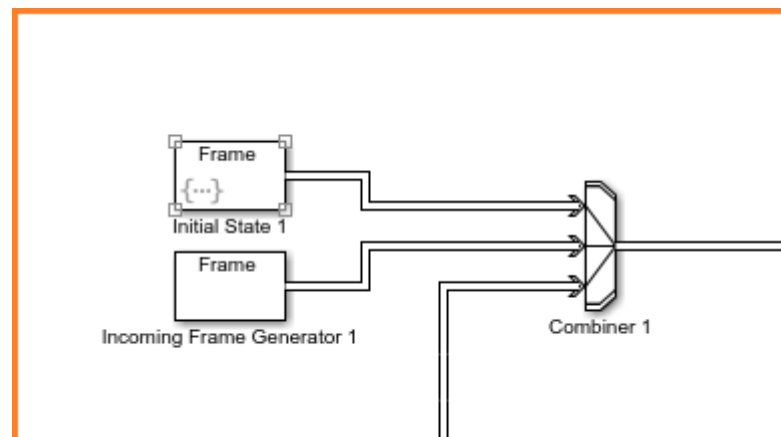 Frame
{...}
Initial State 1
Frame
Incoming Frame Generator 1
Combiner 1